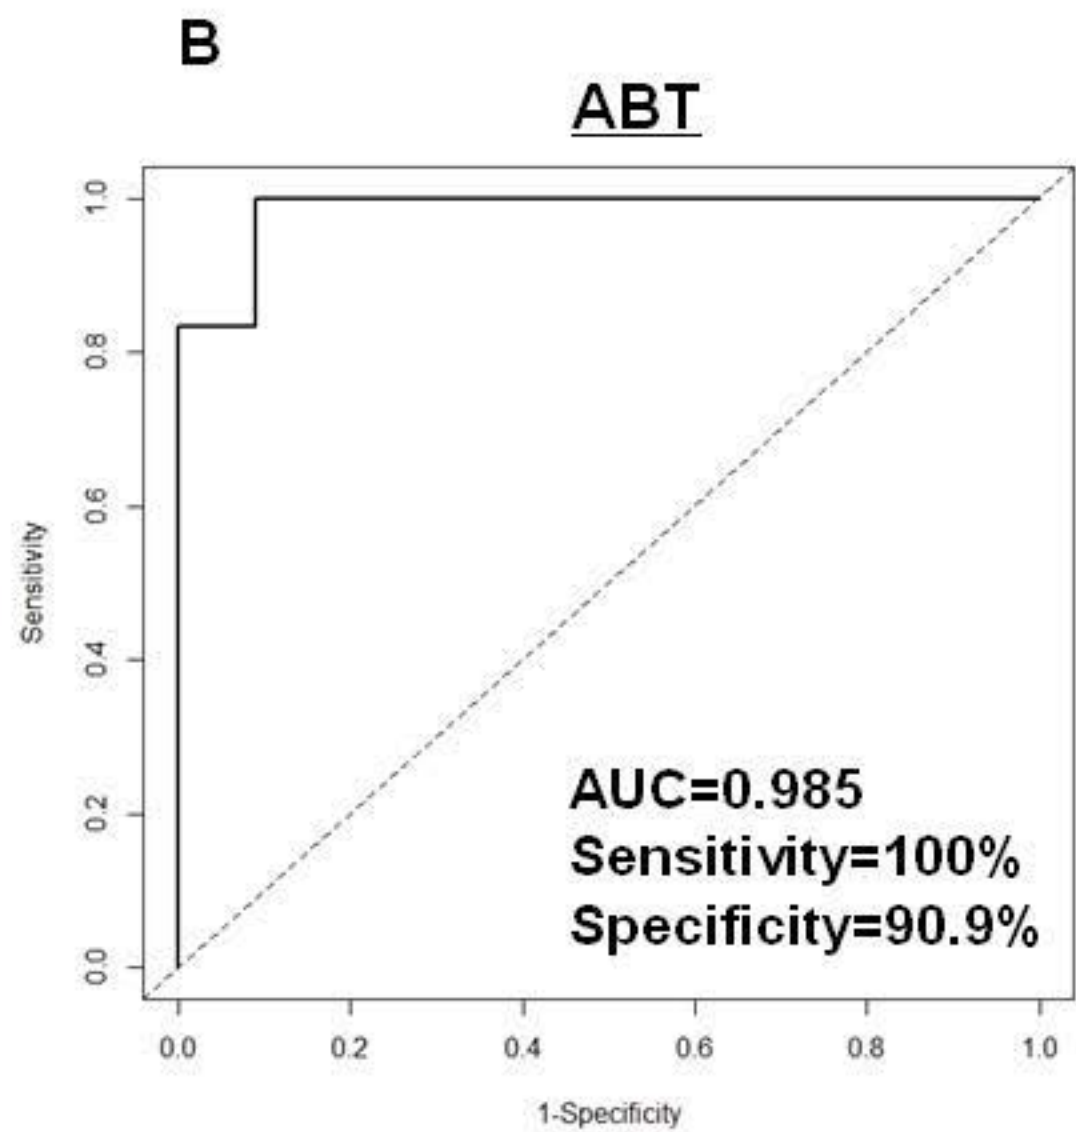 B
ABT
1.0
0.8
0.6
0.4
0.2
0.0
Sensitivity
AUC=0.985
Sensitivity=100%
Specificity=90.9%
0.0 0.2 0.4 0.6 0.8 1.0
1-Specificity